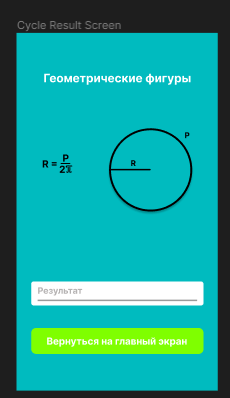 Cycle Result Screen
Геометрические фигуры
P
R = P/2π
R
Результат
Вернуться на главный экран